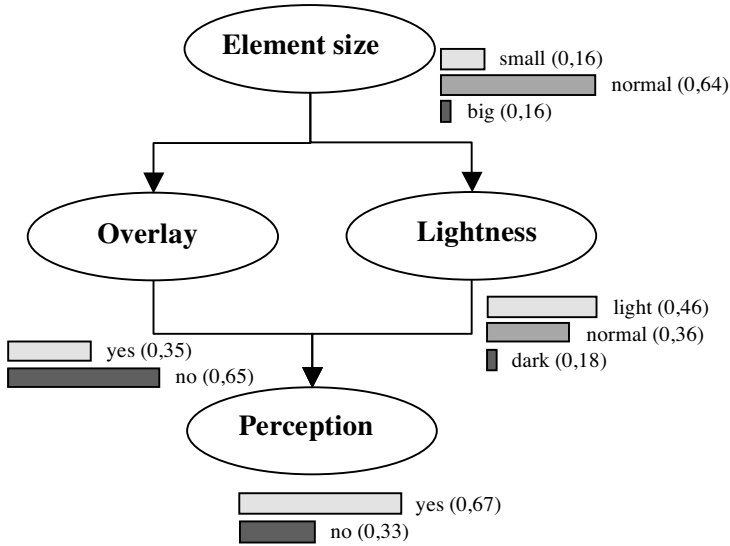 Element size
small (0,16)
normal (0,64)
big (0,16)
Overlay
Lightness
light (0,46)
normal (0,36)
dark (0,18)
yes (0,35)
no (0,65)
Perception
yes (0,67)
no (0,33)